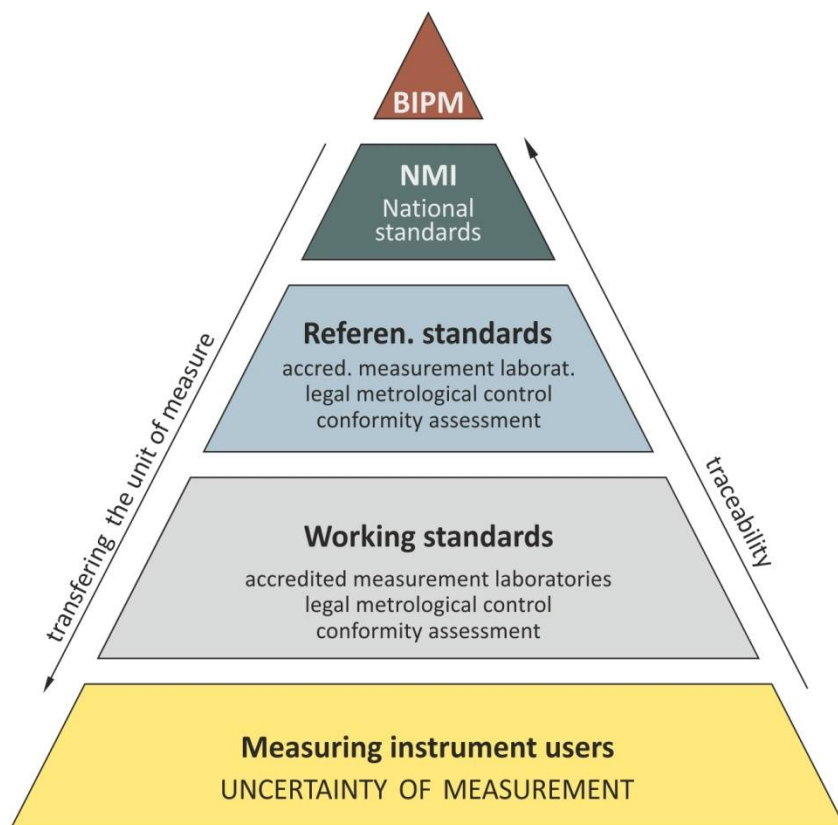 BIPM
NMI
National
standards
Referen. standards
accred. measurement laborat.
legal metrological control
conformity assessment
Working standards
accredited measurement laboratories
legal metrological control
conformity assessment
Measuring instrument users
UNCERTAINTY OF MEASUREMENT
transfering the unit of measure
traceability